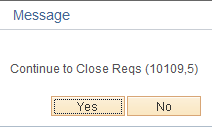 Message
Continue to Close Reqs (10109,5)
Yes No